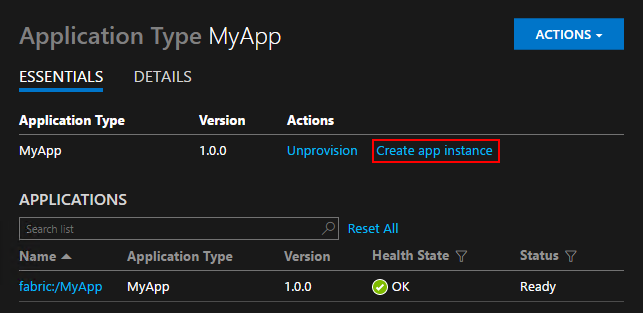 Application Type MyApp
ACTIONS
ESSENTIALS DETAILS
Application Type Version Actions
MyApp 1.0.0 Unprovision Create app instance
APPLICATIONS
Search list Reset All
Name Application Type Version Health State Status
fabric:/MyApp MyApp 1.0.0 OK Ready